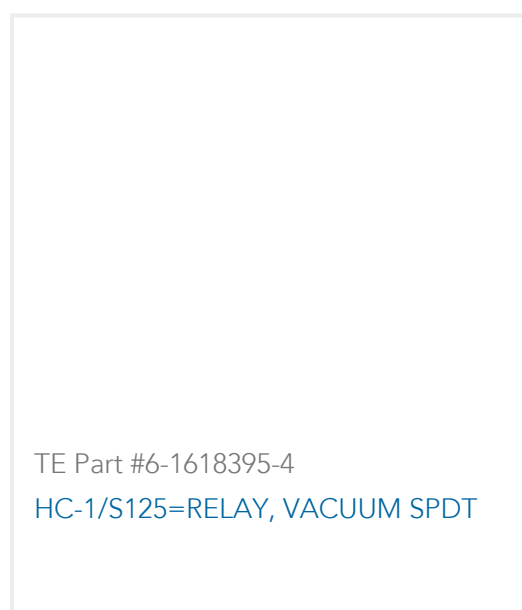 TE Part #6-1618395-4
HC-1/S125=RELAY, VACUUM SPDT